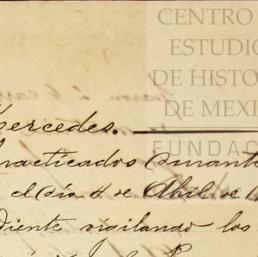 CENTRO
ESTUDIO
DE HISTO
DE MEXI
FUNDAC
Mercedes.
practicados durante
el día 4 de Abril de 1
diente vigilando los